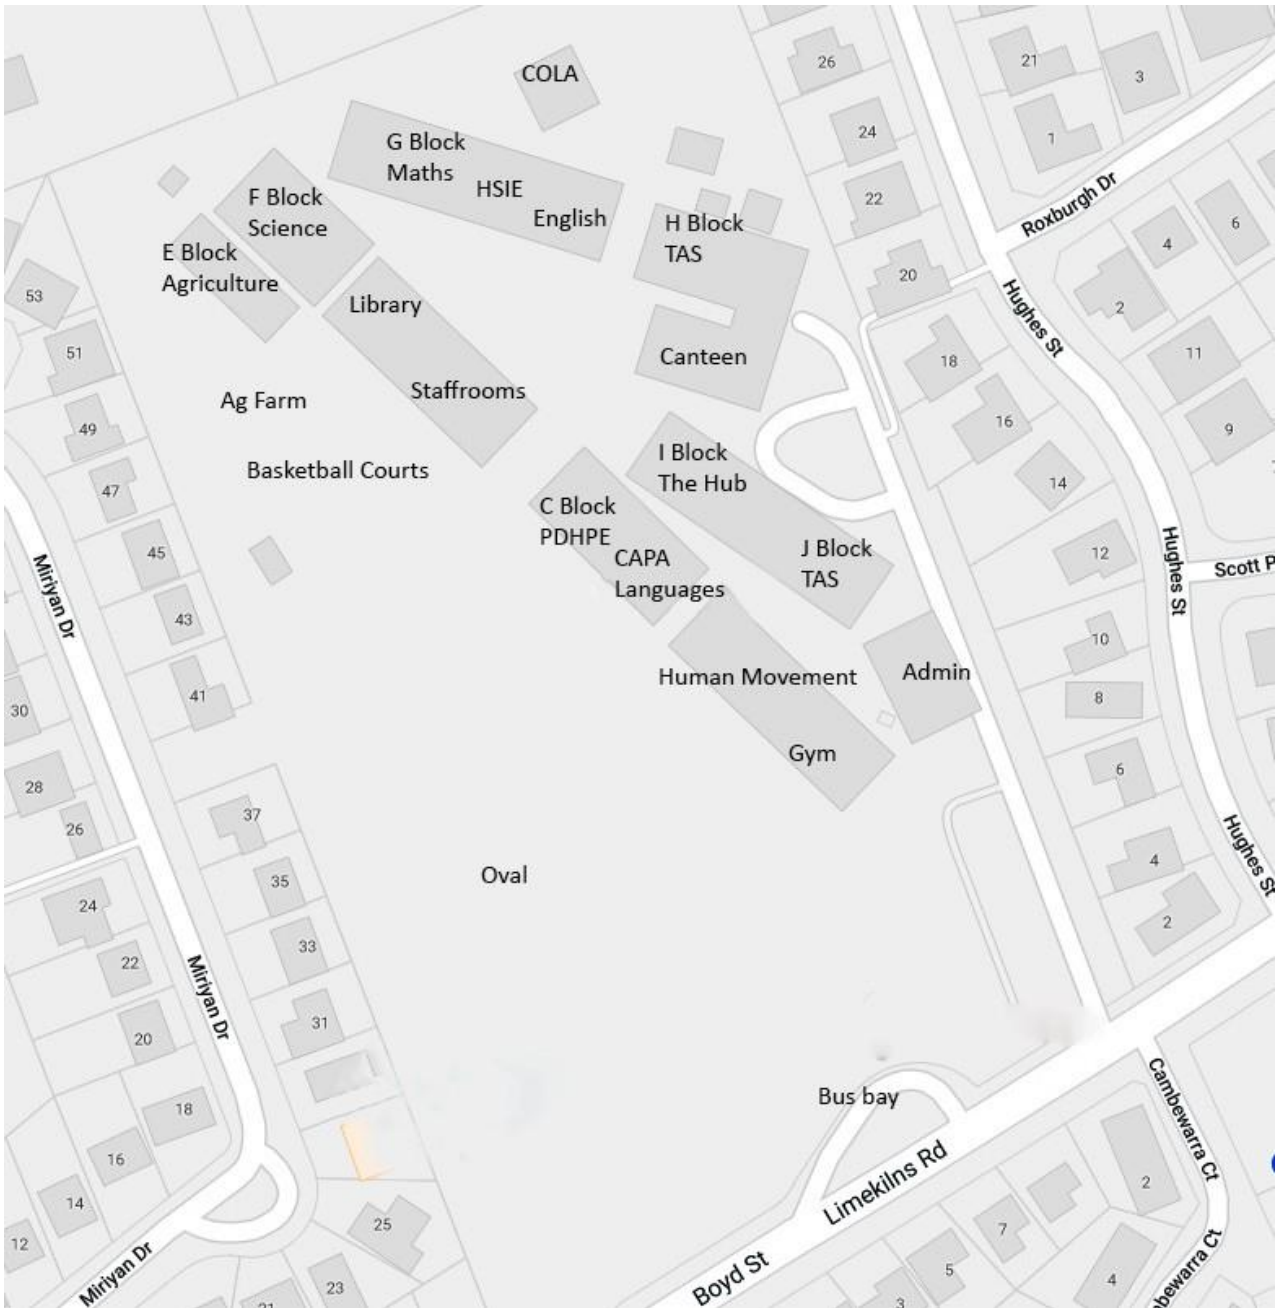 COLA
26
21
3
G Block
Maths
24
1
HSIE
F Block
Science
English
22
Roxburgh Dr
6
H Block
TAS
4
E Block
Agriculture
20
53
Library
2
Hughes St
51
Canteen
18
11
Staffrooms
Ag Farm
16
49
9
I Block
The Hub
Basketball Courts
14
47
C Block
PDHPE
J Block
TAS
12
45
CAPA
Languages
Hughes St
Scott P
Miriyan Dr
43
10
Human Movement
Admin
41
8
30
Gym
6
28
37
26
Hughes St
4
Oval
35
24
2
33
22
Miriyan Dr
31
20
Bus bay
Cambewarra Ct
18
16
Limekilns Rd
2
14
25
7
12
bewarra Ct
Miriyan Dr
Boyd St
5
4
23
21
3